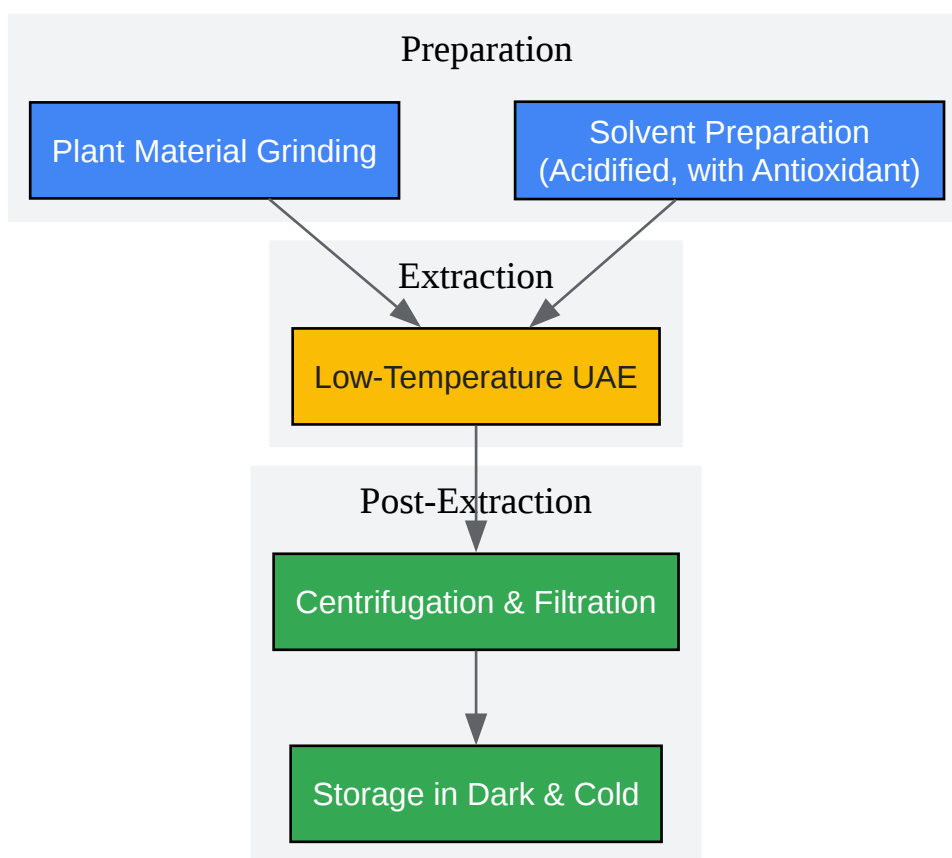 Preparation
Plant Material Grinding
Solvent Preparation
(Acidified, with Antioxidant)
Extraction
Low-Temperature UAE
Post-Extraction
Centrifugation & Filtration
Storage in Dark & Cold